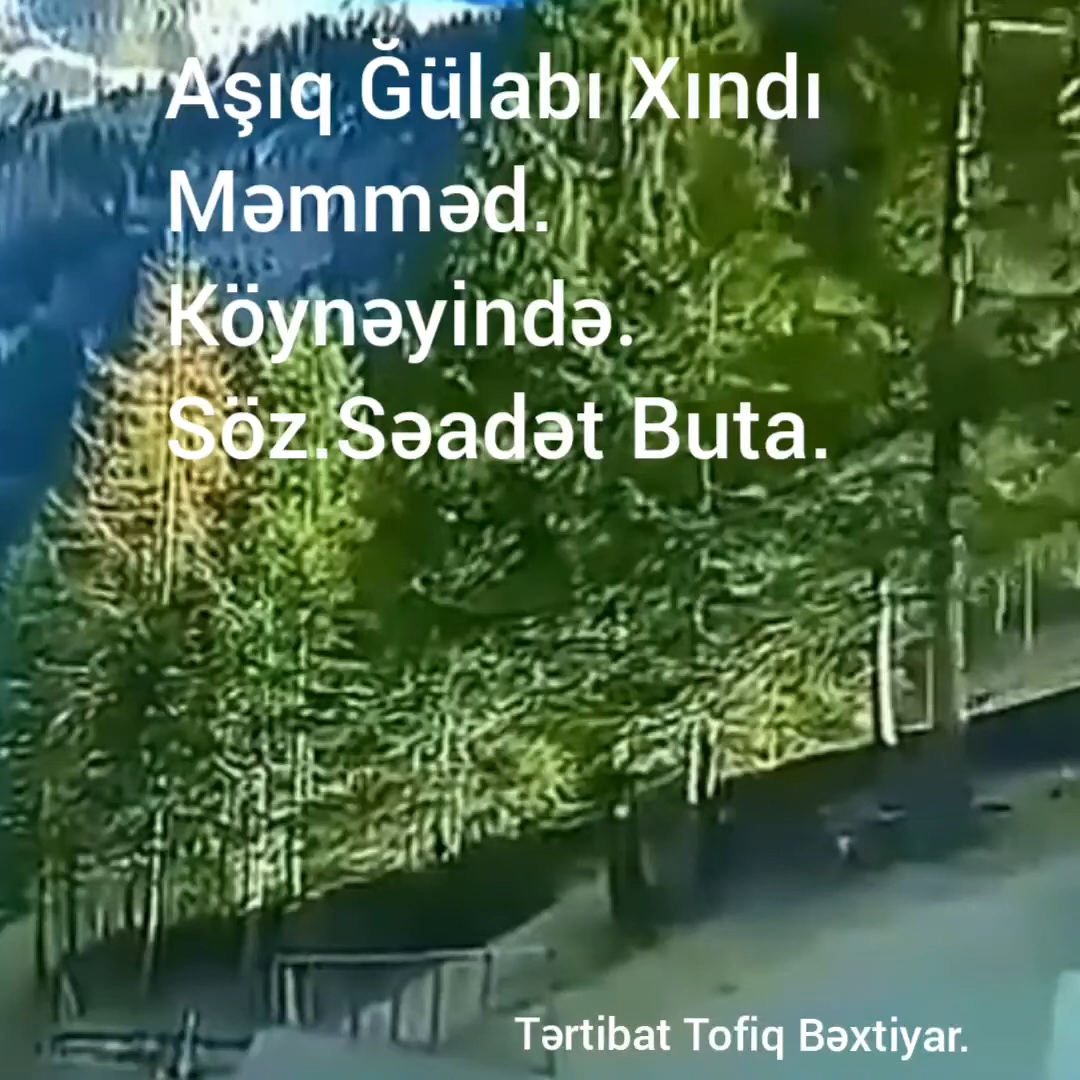 Aşıq Ğülabı Xındı
Məmməd.
Köynəyində.
Söz.Səadət Buta.
Tərtibat Tofiq Bəxtiyar.